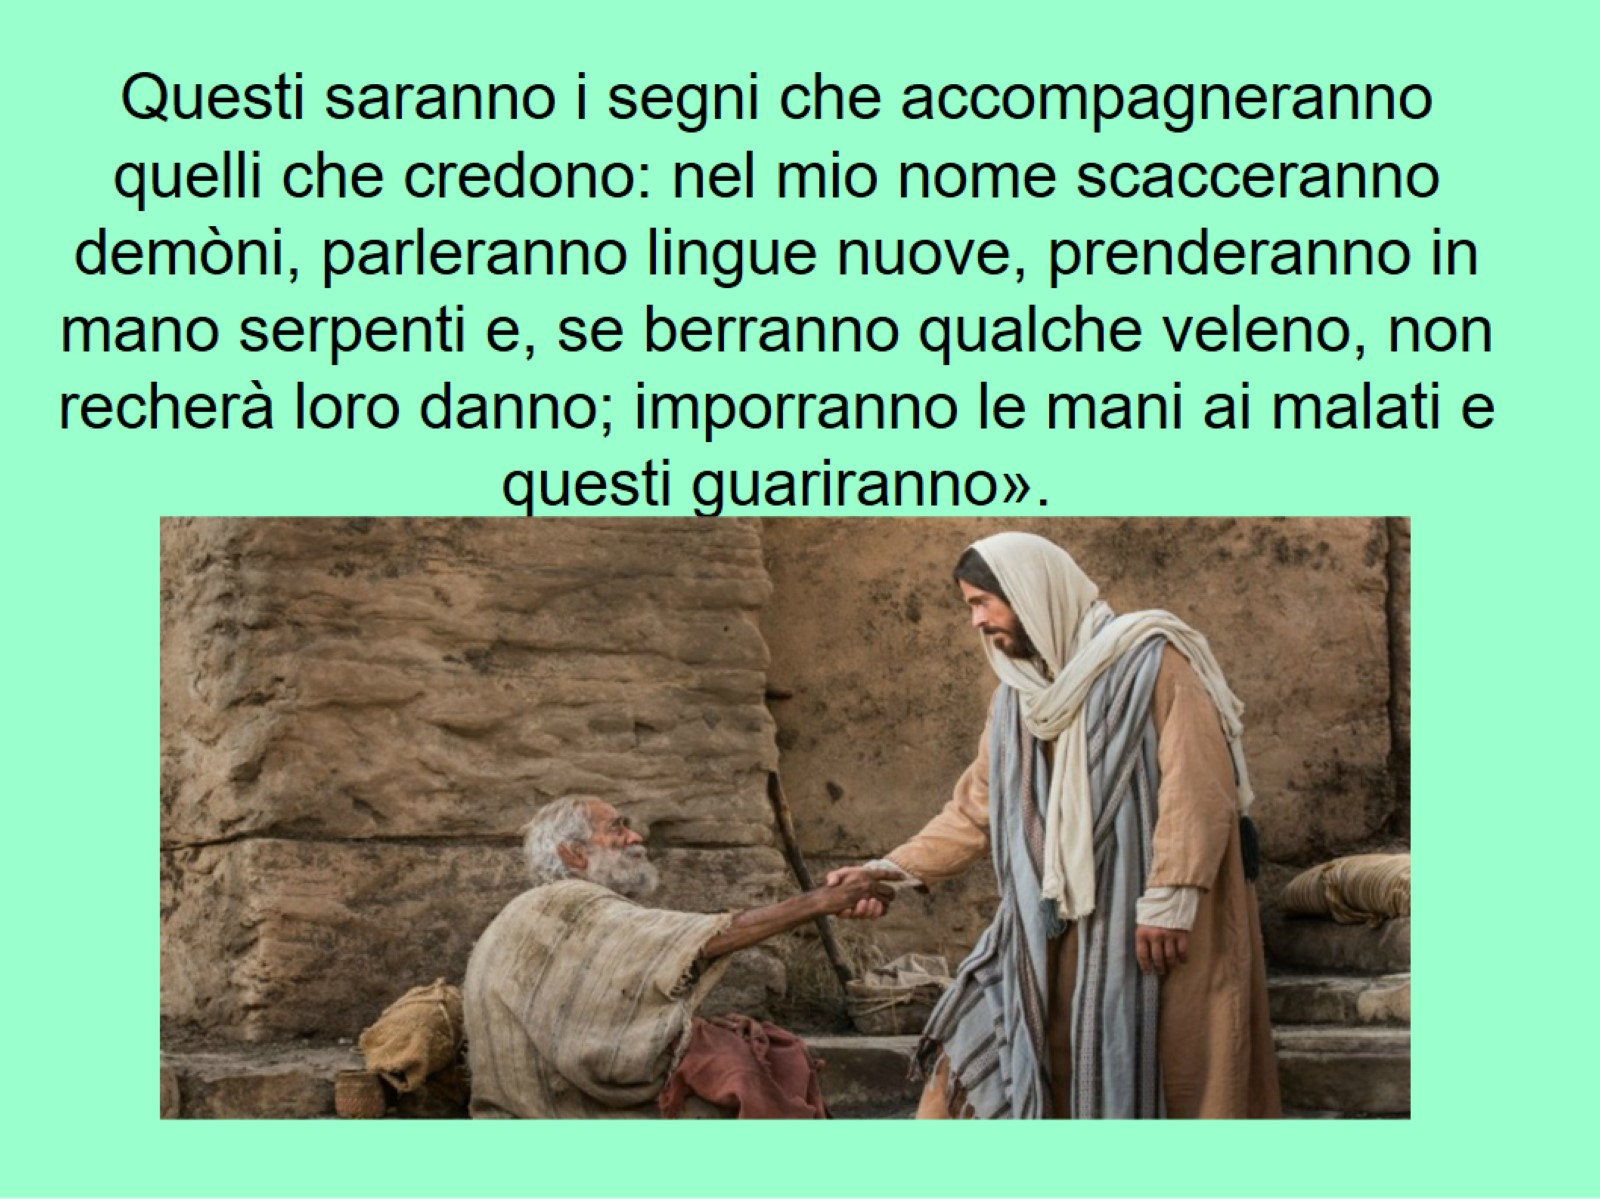 Questi saranno i segni che accompagneranno
quelli che credono: nel mio nome scacceranno
demòni, parleranno lingue nuove, prenderanno in
mano serpenti e, se berranno qualche veleno, non
recherà loro danno; imporranno le mani ai malati e
questi guariranno».